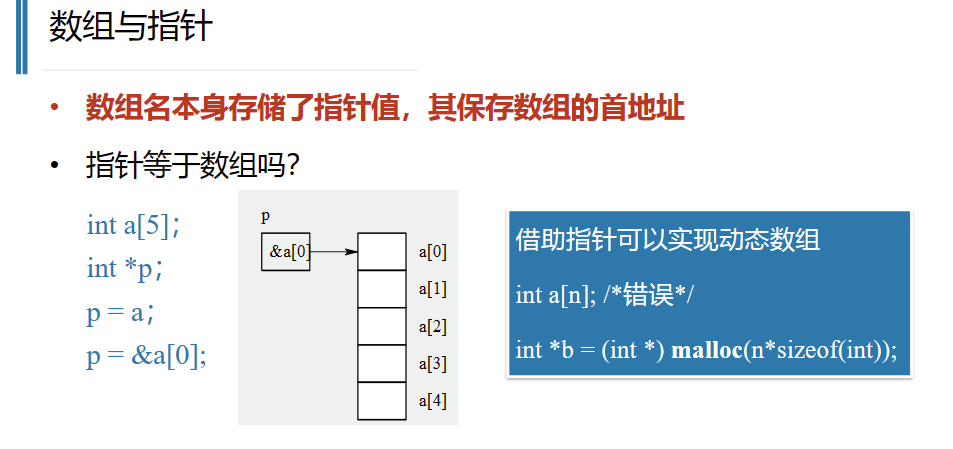 数组与指针
• 数组名本身存储了指针值，其保存数组的首地址
• 指针等于数组吗？
int a[5]；
int *p；
p = a；
p = &a[0];
p
&a[0]
a[0]
a[1]
a[2]
a[3]
a[4]
借助指针可以实现动态数组
int a[n]; /*错误*/
int *b = (int *) malloc(n*sizeof(int));